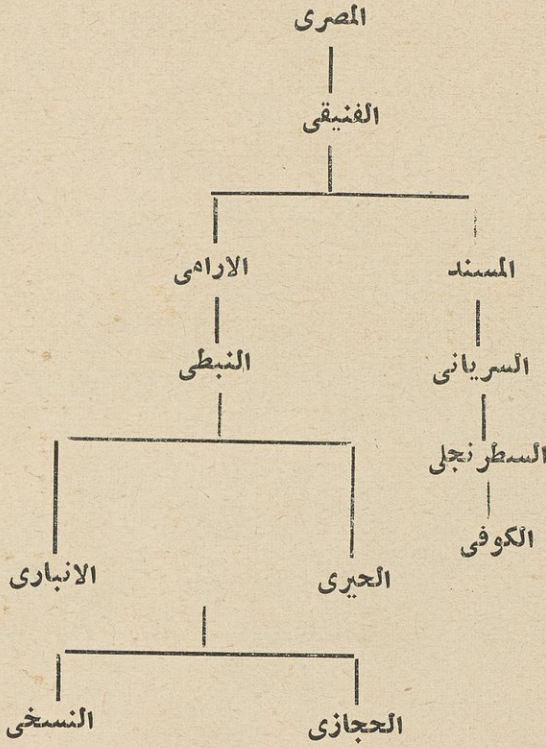 المصرى
الفنيقى
المسند
الارامى
السريانى
النبطى
السطرنجلى
الكوفى
الحيرى
الانبارى
الحجازى
النسخى